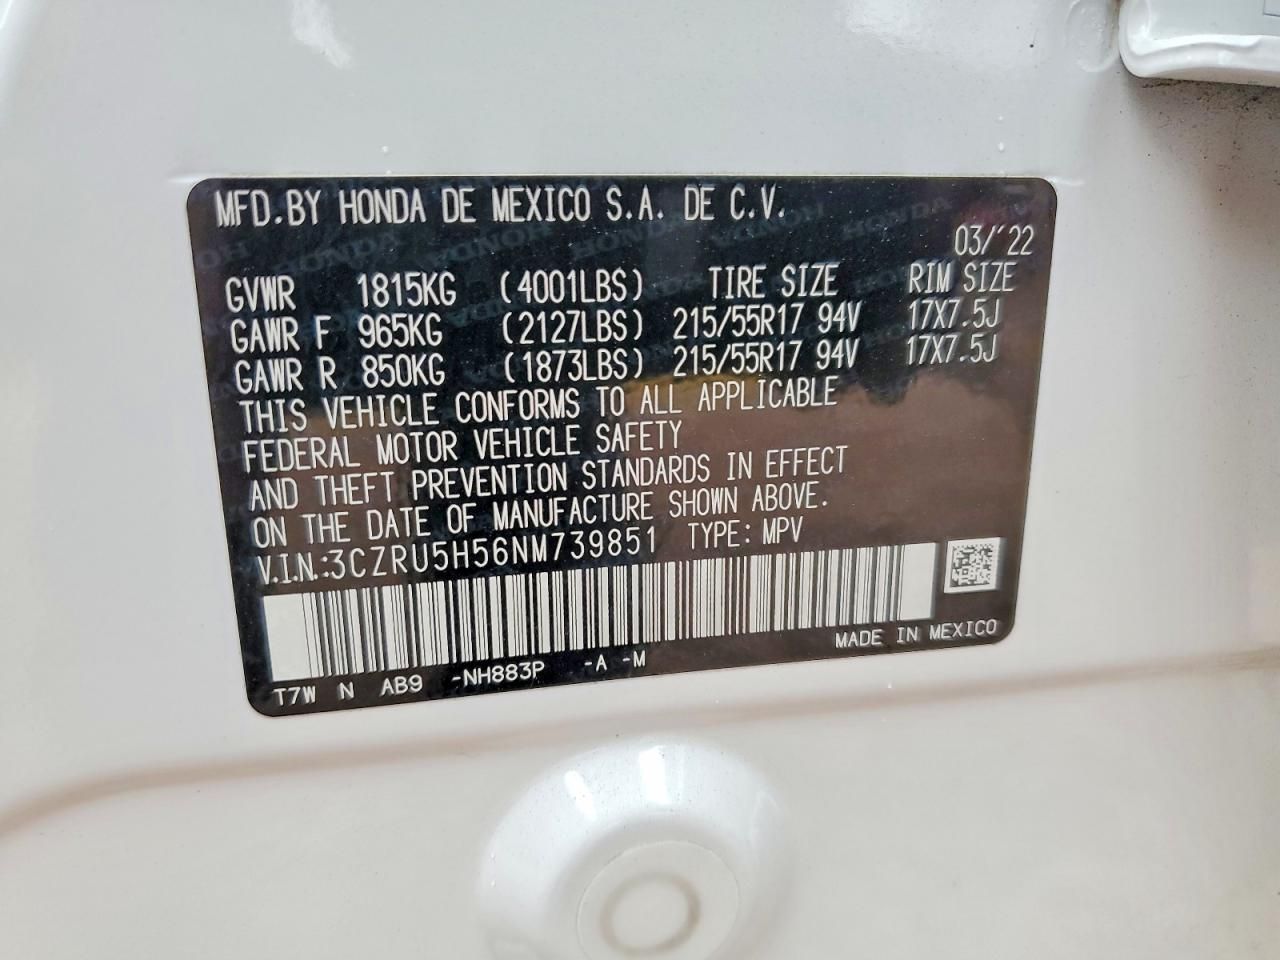 MFD.BY HONDA DE MEXICO S.A. DE C.V.
03/'22
GVWR 1815KG (4001LBS) TIRE SIZE RIM SIZE
GAWR F 965KG (2127LBS) 215/55R17 94V 17X7.5J
GAWR R 850KG (1873LBS) 215/55R17 94V 17X7.5J
THIS VEHICLE CONFORMS TO ALL APPLICABLE
FEDERAL MOTOR VEHICLE SAFETY
AND THEFT PREVENTION STANDARDS IN EFFECT
ON THE DATE OF MANUFACTURE SHOWN ABOVE.
V.I.N.:3CZRU5H56NM739851 TYPE: MPV
MADE IN MEXICO
T7W N AB9 -NH883P -A -M